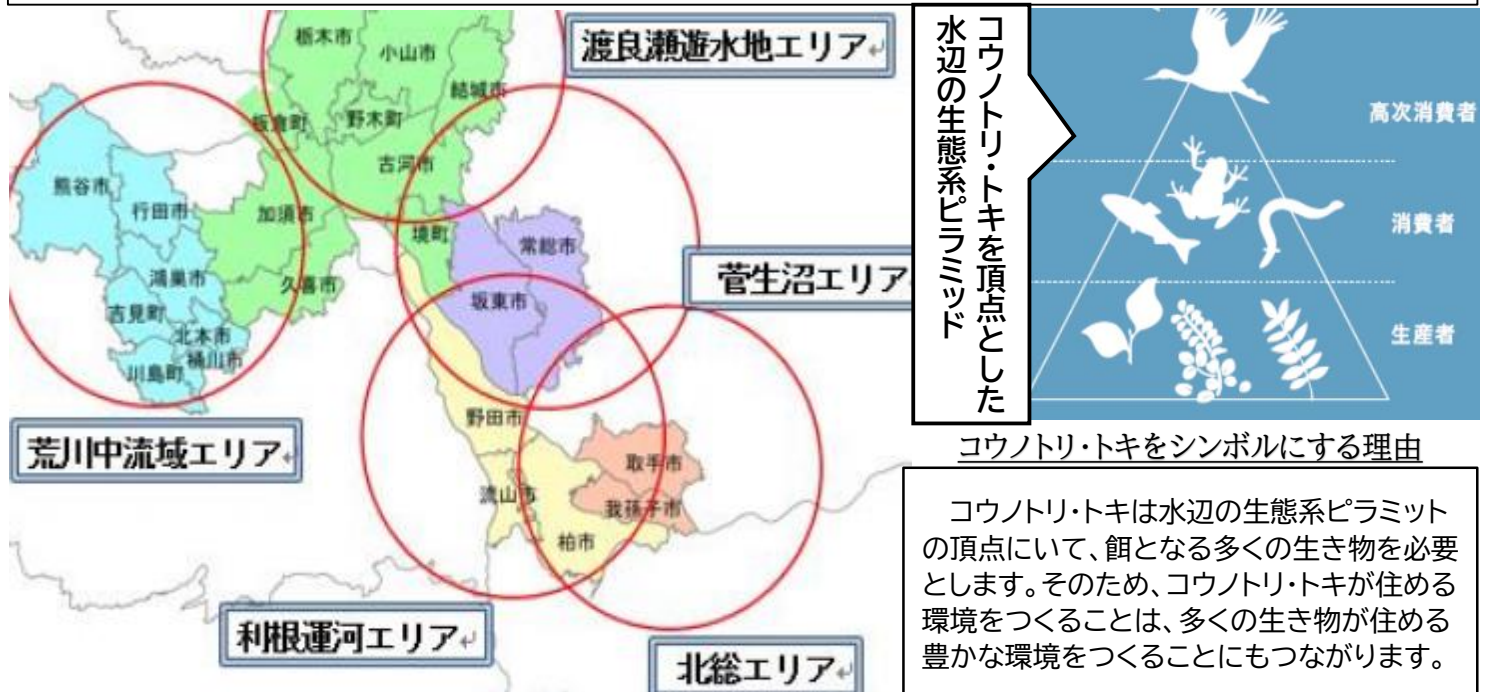 渡良瀬遊水地エリア
栃木市
小山市
結城市
板倉町
野木町
古河市
熊谷市
行田市
加須市
境町
常総市
鴻巣市
久喜市
坂東市
菅生沼エリア
吉見町
北本市
桶川市
川島町
野田市
荒川中流域エリア
取手市
流山市
我孫子市
柏市
利根運河エリア
北総エリア
コウノトリ・トキを頂点とした
水辺の生態系ピラミッド
高次消費者
消費者
生産者
コウノトリ・トキをシンボルにする理由
コウノトリ・トキは水辺の生態系ピラミット
の頂点にいて、餌となる多くの生き物を必要
とします。そのため、コウノトリ・トキが住める
環境をつくることは、多くの生き物が住める
豊かな環境をつくることにもつながります。